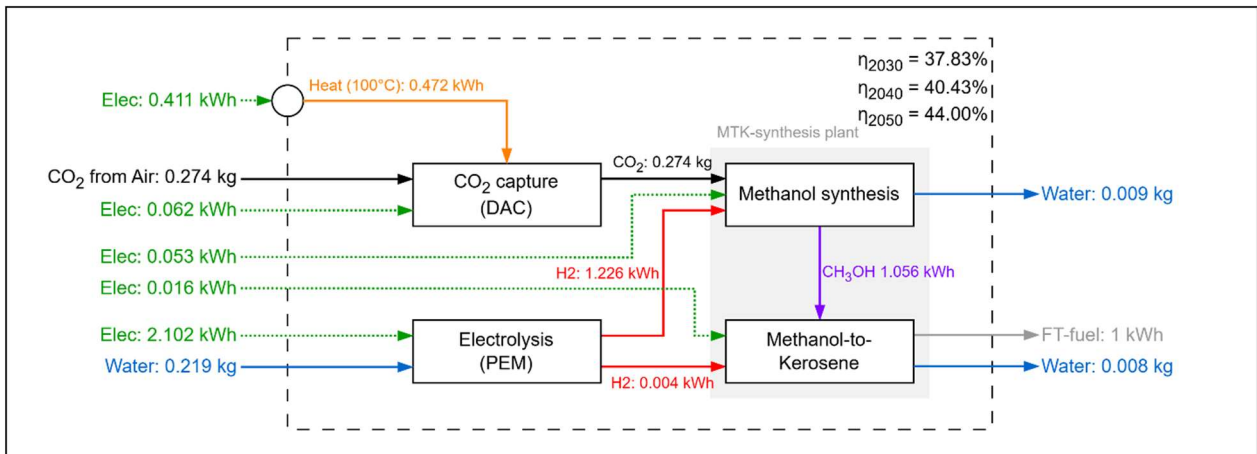 η2030 = 37.83%
η2040 = 40.43%
η2050 = 44.00%
Heat (100°C): 0.472 kWh
Elec: 0.411 kWh
MTK-synthesis plant
CO2 from Air: 0.274 kg
CO2 capture
(DAC)
CO2: 0.274 kg
Methanol synthesis
Water: 0.009 kg
Elec: 0.062 kWh
Elec: 0.053 kWh
H2: 1.226 kWh
CH3OH 1.056 kWh
Elec: 0.016 kWh
Elec: 2.102 kWh
Electrolysis
(PEM)
Methanol-to-
Kerosene
FT-fuel: 1 kWh
Water: 0.219 kg
H2: 0.004 kWh
Water: 0.008 kg